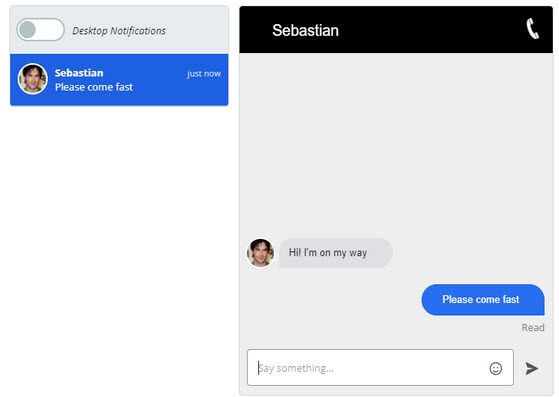 Desktop Notifications
Sebastian
just now
Please come fast
Sebastian
Hi! I'm on my way
Please come fast
Read
Say something...